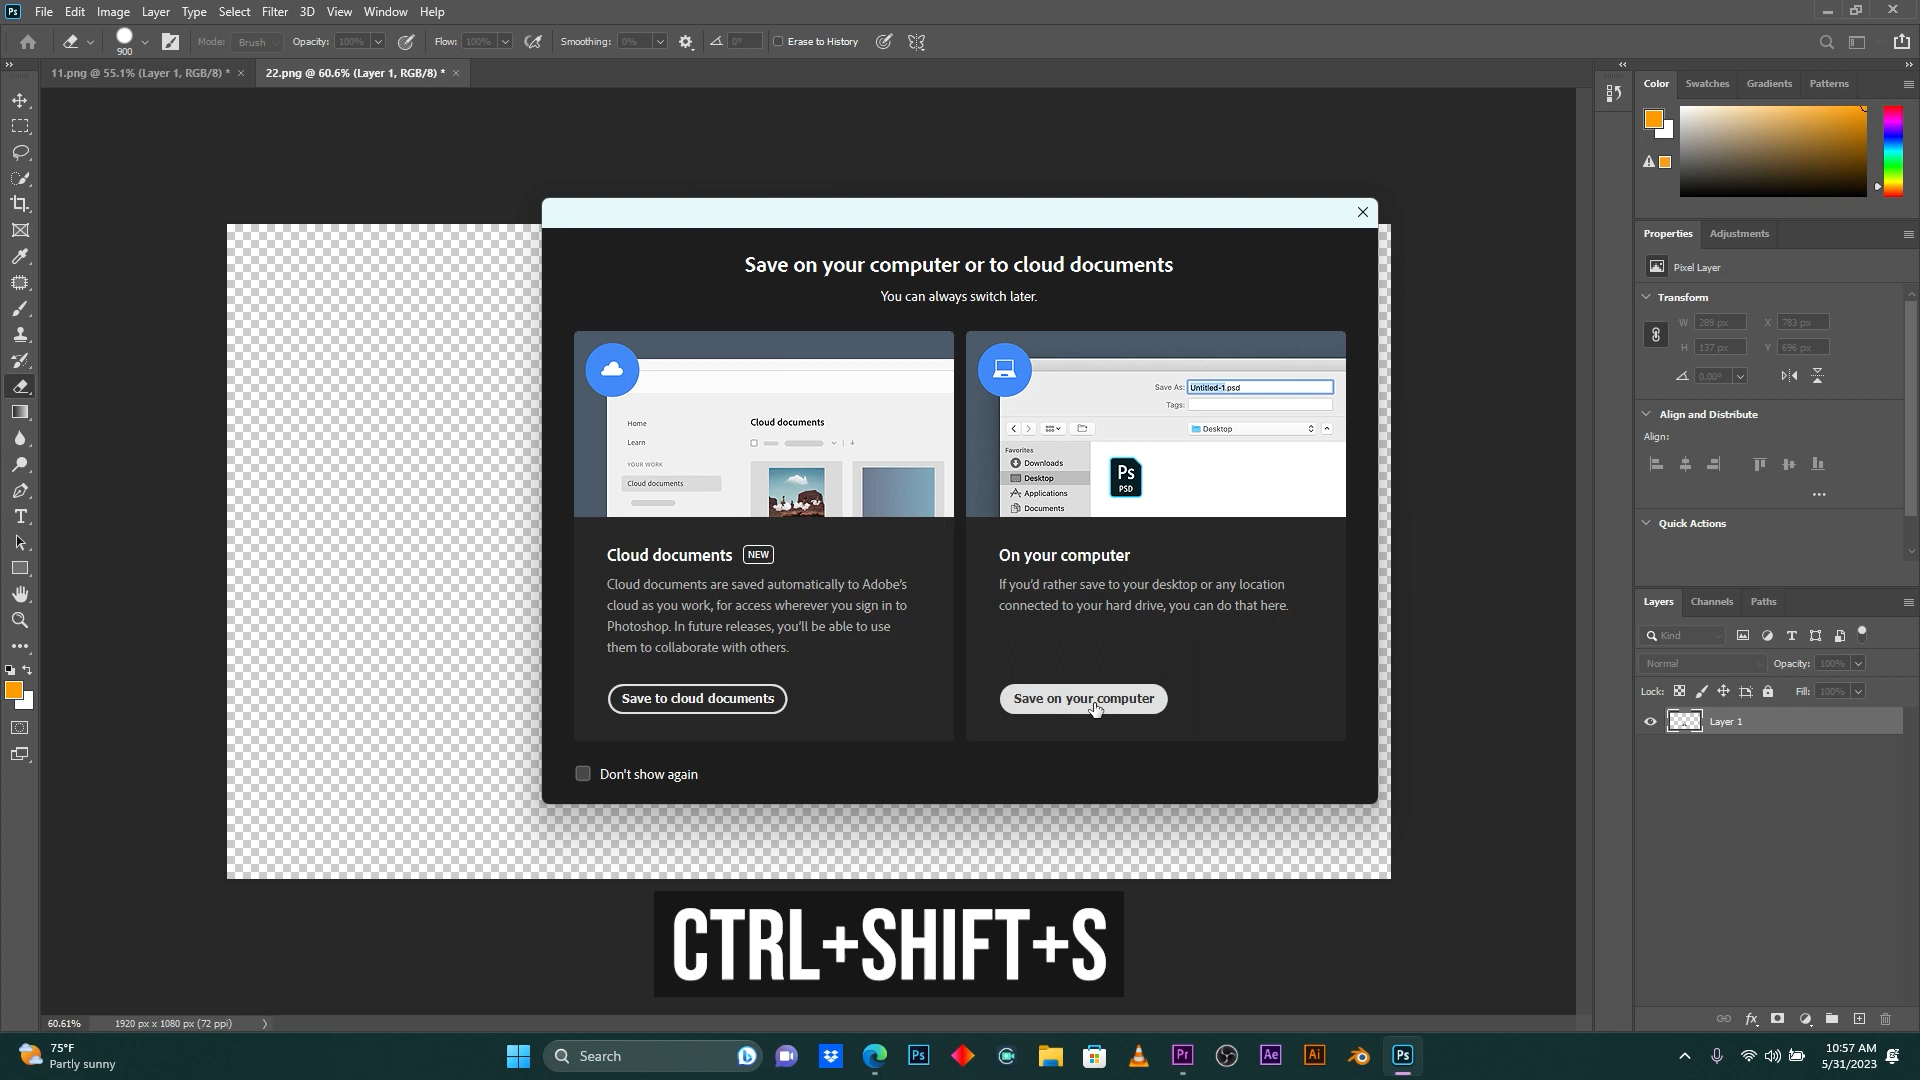 Ps File Edit Image Layer Type Select Filter 3D View Window Help
900 Mode: Brush Opacity: 100% Flow: 100% Smoothing: 0% 0° Erase to History
11.png @ 55.1% (Layer 1, RGB/8) * × 22.png @ 60.6% (Layer 1, RGB/8) * ×
Color Swatches Gradients Patterns
Properties Adjustments
Pixel Layer
Transform
W 289 px X 783 px
H 137 px Y 696 px
0.00°
Align and Distribute
Align:
Quick Actions
Layers Channels Paths
Kind
Normal Opacity: 100%
Lock: Fill: 100%
Layer 1
Save on your computer or to cloud documents
You can always switch later.
Home
Learn
YOUR WORK
Cloud documents
Cloud documents
Save As: Untitled-1.psd
Tags:
Desktop
Favorites
Downloads
Desktop
Applications
Documents
Ps
PSD
Cloud documents NEW
Cloud documents are saved automatically to Adobe's
cloud as you work, for access wherever you sign in to
Photoshop. In future releases, you'll be able to use
them to collaborate with others.
Save to cloud documents
On your computer
If you'd rather save to your desktop or any location
connected to your hard drive, you can do that here.
Save on your computer
Don't show again
CTRL+SHIFT+S
60.61% 1920 px x 1080 px (72 ppi)
75°F
Partly sunny
Search
Ps Pr Ae Ai Ps
10:57 AM
5/31/2023